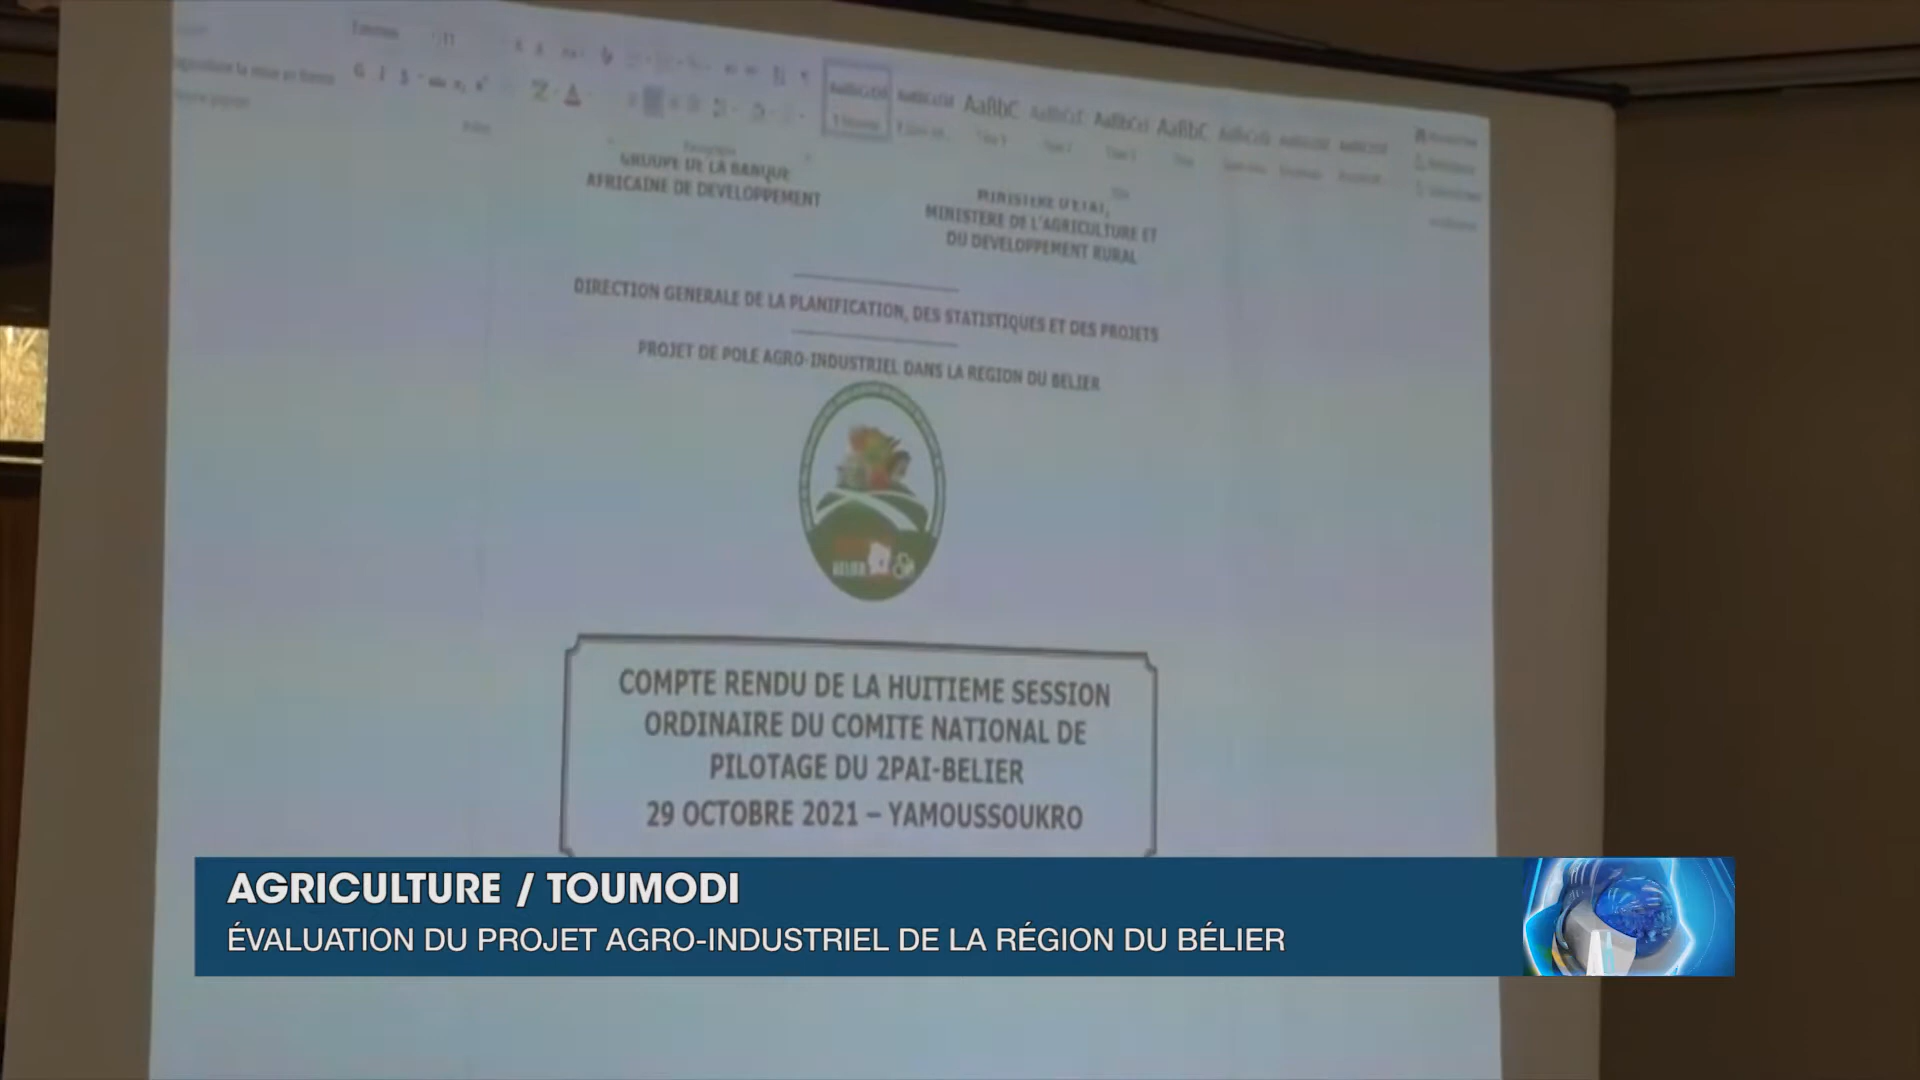 AaBbC
AaBbC
GROUPE DE LA BANQUE
AFRICAINE DE DEVELOPPEMENT
MINISTERE D'ETAT,
MINISTERE DE L'AGRICULTURE ET
DU DEVELOPPEMENT RURAL
DIRECTION GENERALE DE LA PLANIFICATION, DES STATISTIQUES ET DES PROJETS
PROJET DE POLE AGRO-INDUSTRIEL DANS LA REGION DU BELIER
BELIER
COMPTE RENDU DE LA HUITIEME SESSION
ORDINAIRE DU COMITE NATIONAL DE
PILOTAGE DU 2PAI-BELIER
29 OCTOBRE 2021 – YAMOUSSOUKRO
AGRICULTURE / TOUMODI
ÉVALUATION DU PROJET AGRO-INDUSTRIEL DE LA RÉGION DU BÉLIER